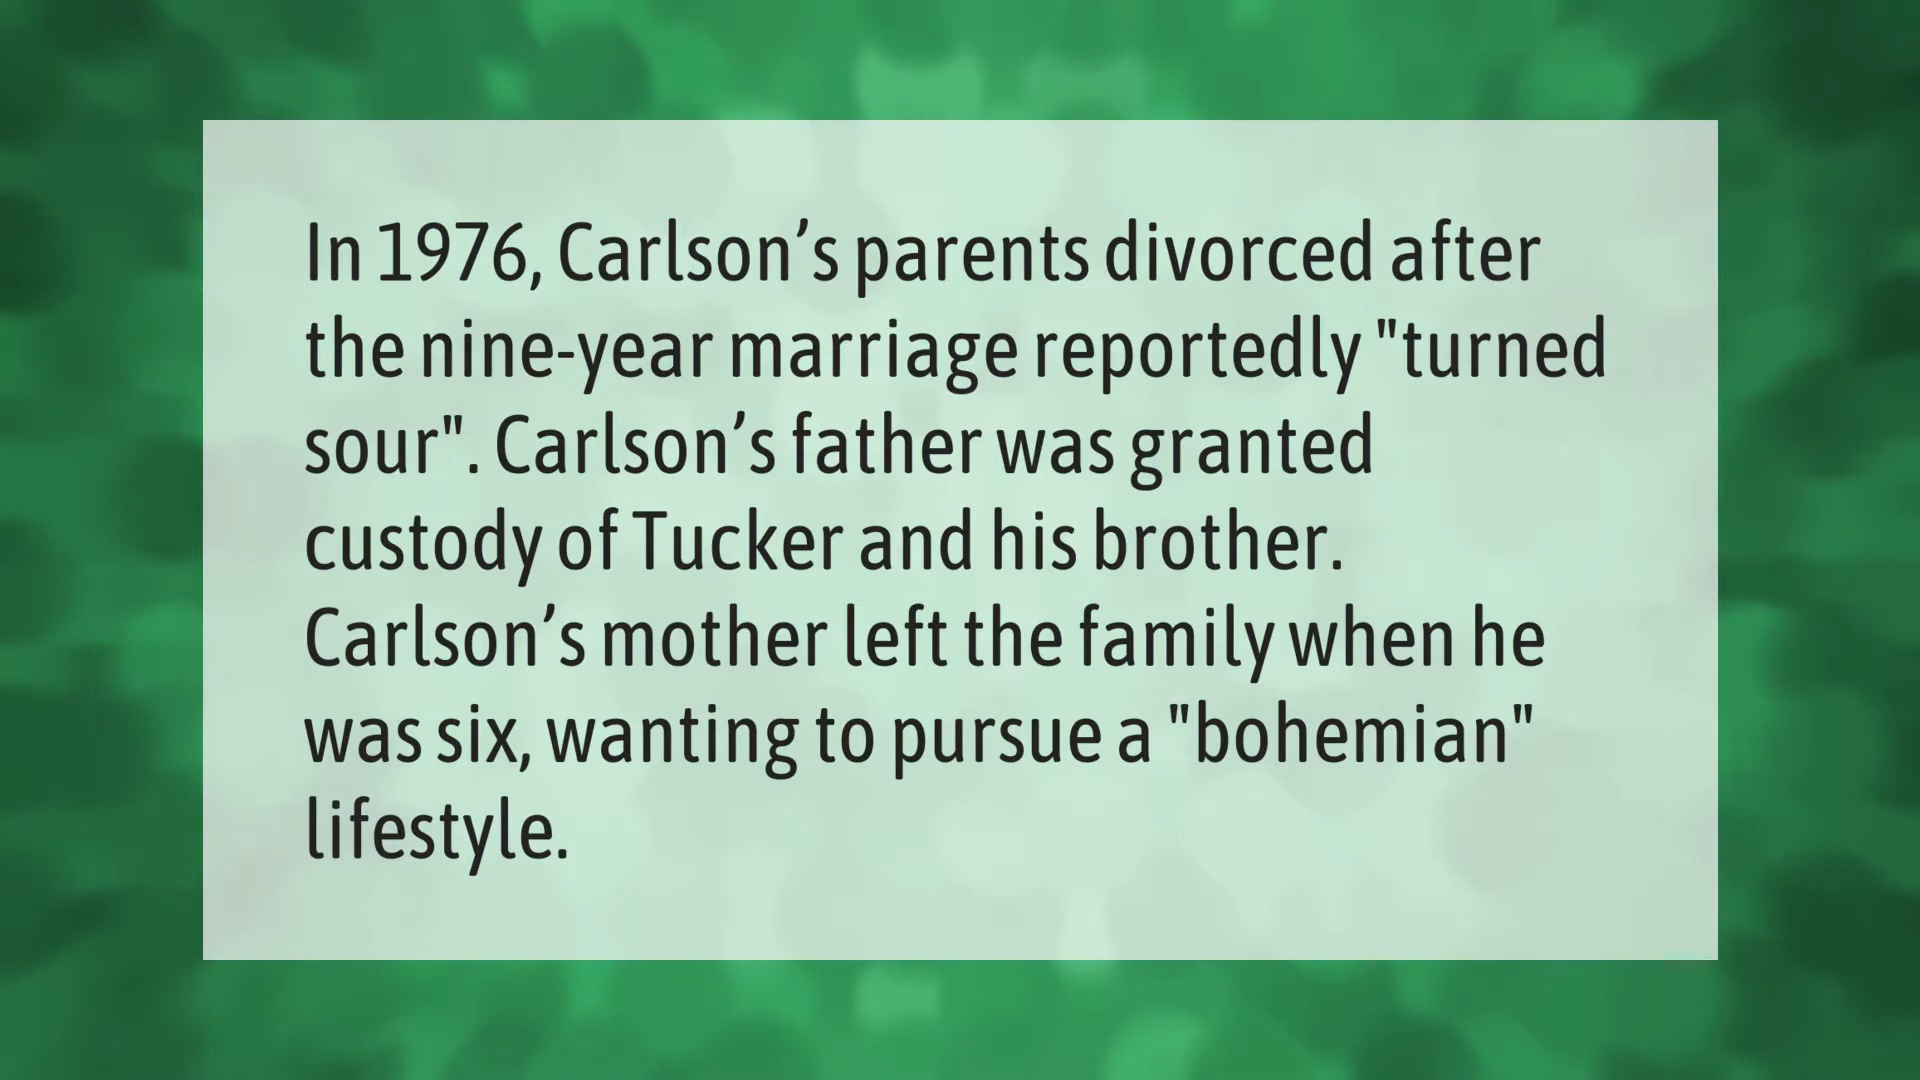 In 1976, Carlson’s parents divorced after
the nine-year marriage reportedly "turned
sour". Carlson’s father was granted
custody of Tucker and his brother.
Carlson’s mother left the family when he
was six, wanting to pursue a "bohemian"
lifestyle.